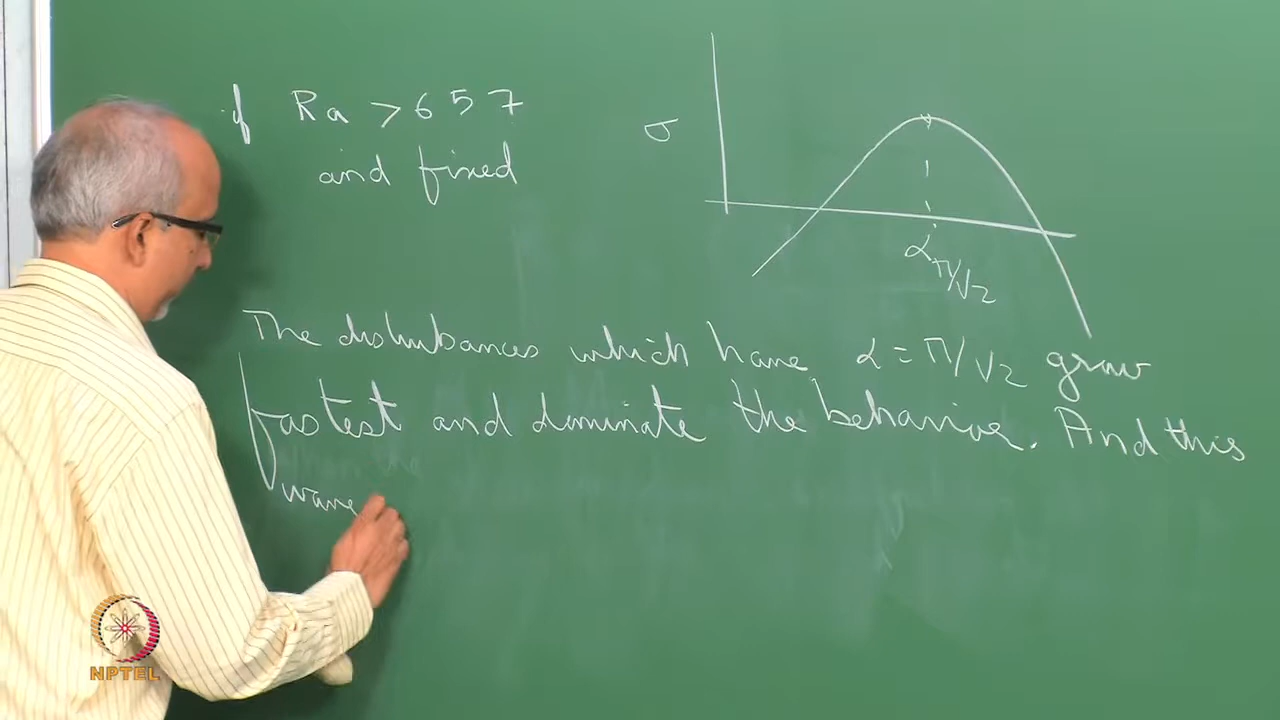 if Ra > 657
and fixed
σ
α π/√2
The disturbances which have α = π/√2 grow
fastest and dominate the behavior. And this
wave
NPTEL